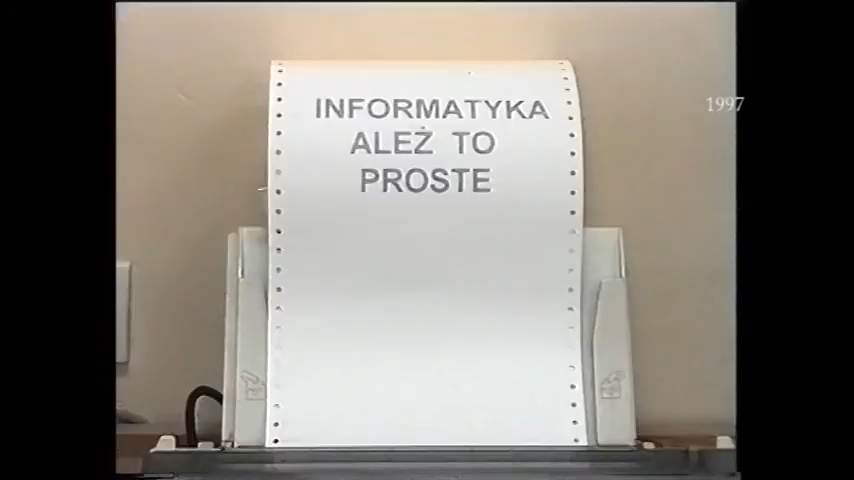 INFORMATYKA
ALEŻ TO
PROSTE
1997